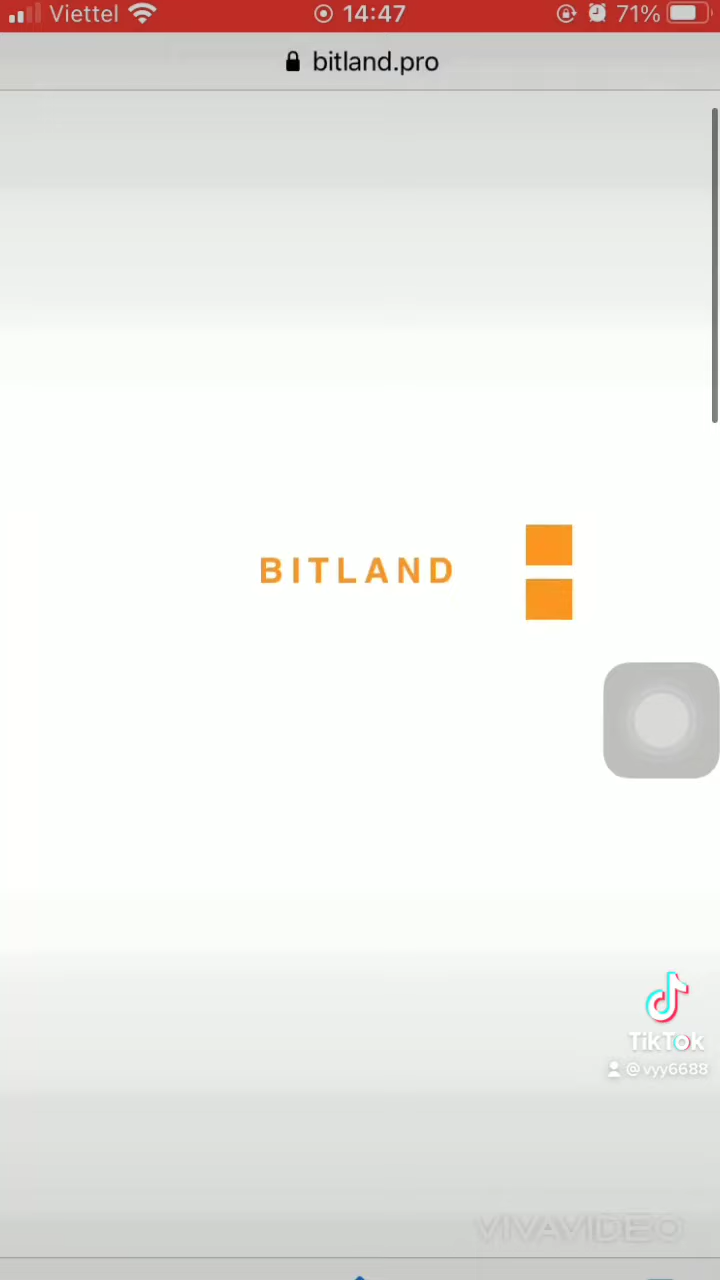 Viettel 14:47 71%
bitland.pro
BITLAND
TikTok
@vyy6688
VIVAVIDEO